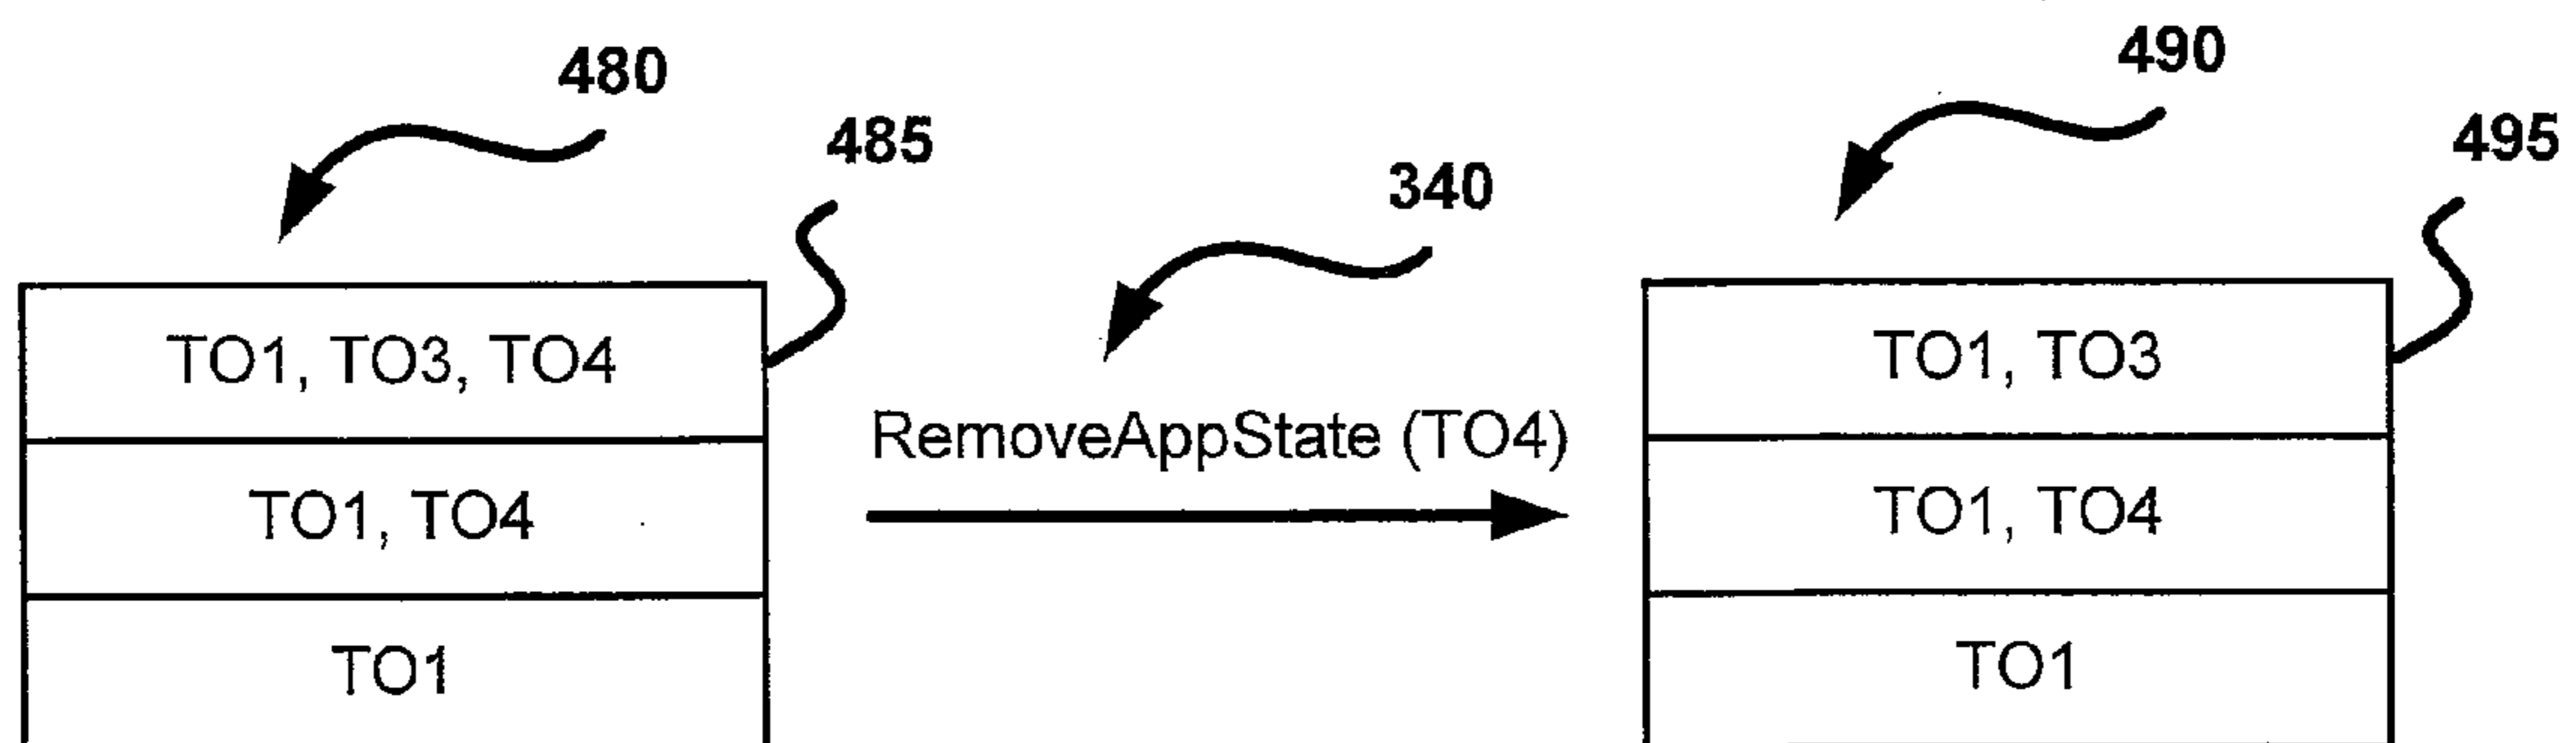 480
490
485
495
340
TO1, TO3, TO4
TO1, TO3
RemoveAppState (TO4)
TO1, TO4
TO1, TO4
TO1
TO1